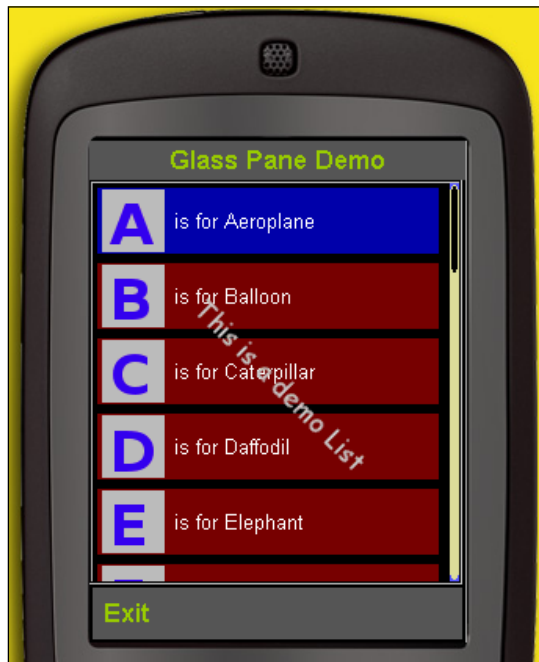 Glass Pane Demo
A is for Aeroplane
B is for Balloon
C is for Caterpillar
D is for Daffodil
E is for Elephant
This is a demo List
Exit